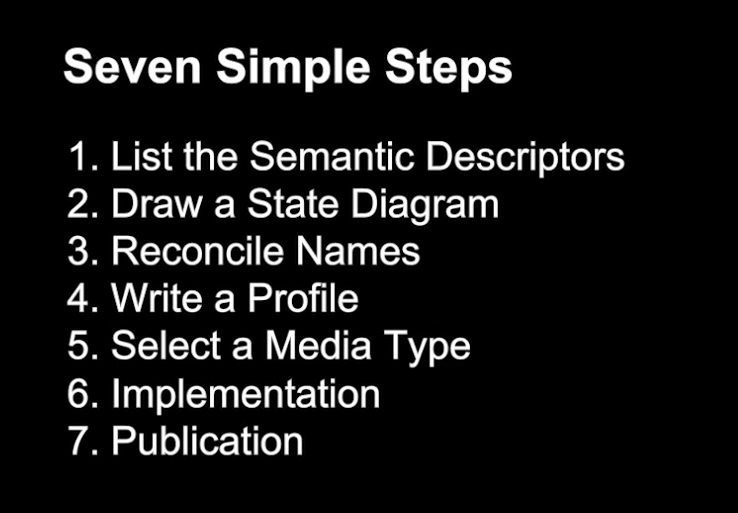 Seven Simple Steps
1. List the Semantic Descriptors
2. Draw a State Diagram
3. Reconcile Names
4. Write a Profile
5. Select a Media Type
6. Implementation
7. Publication